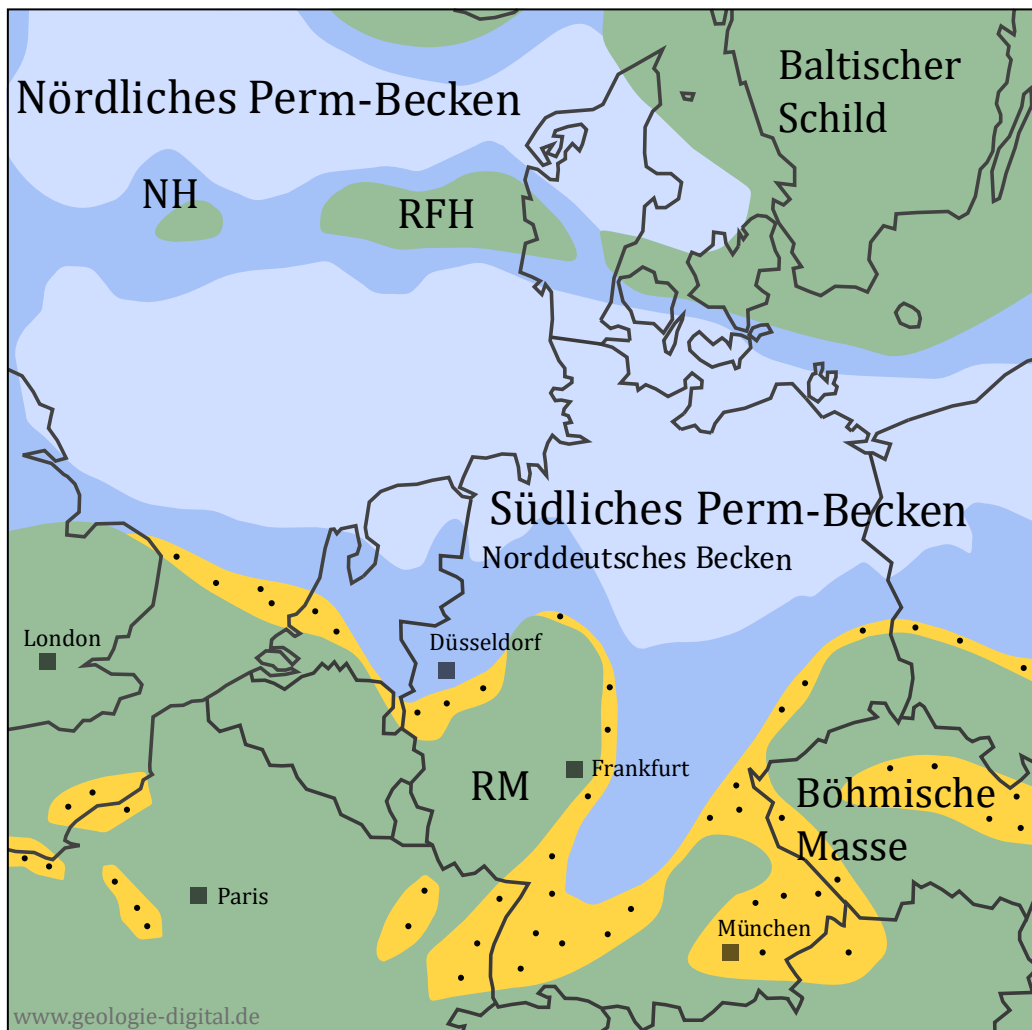 Nördliches Perm-Becken
Baltischer
Schild
NH
RFH
Südliches Perm-Becken
Norddeutsches Becken
London
Düsseldorf
RM
Frankfurt
Böhmische
Masse
Paris
München
www.geologie-digital.de